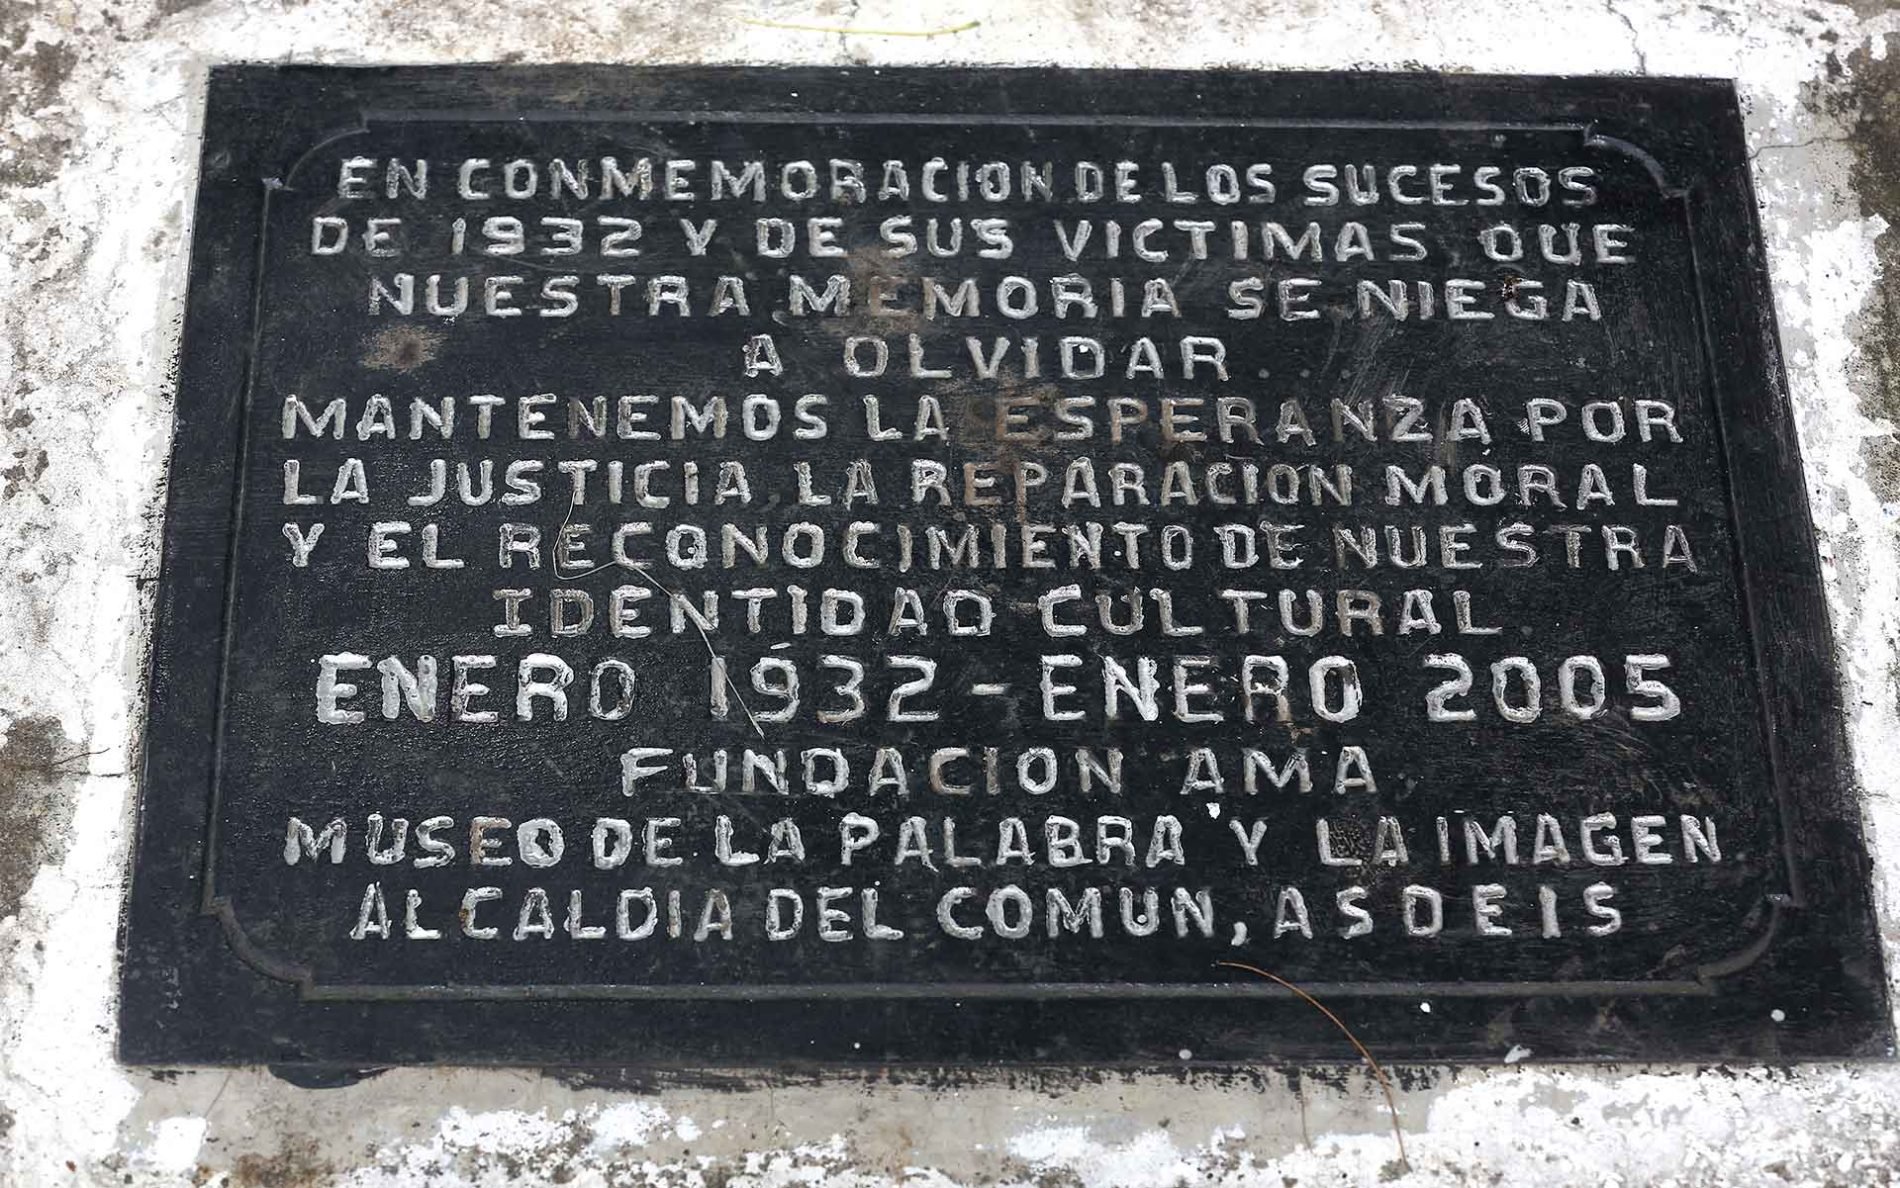 EN CONMEMORACION DE LOS SUCESOS
DE 1932 Y DE SUS VICTIMAS QUE
NUESTRA MEMORIA SE NIEGA
A OLVIDAR...
MANTENEMOS LA ESPERANZA POR
LA JUSTICIA, LA REPARACION MORAL
Y EL RECONOCIMIENTO DE NUESTRA
IDENTIDAD CULTURAL.
ENERO 1932 - ENERO 2005
FUNDACION AMA,
MUSEO DE LA PALABRA Y LA IMAGEN
ALCALDIA DEL COMUN, ASDEIS